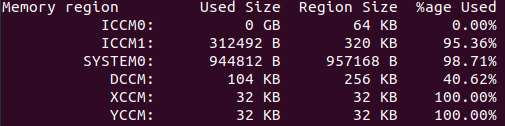 Memory region Used Size Region Size %age Used
ICCM0: 0 GB 64 KB 0.00%
ICCM1: 312492 B 320 KB 95.36%
SYSTEM0: 944812 B 957168 B 98.71%
DCCM: 104 KB 256 KB 40.62%
XCCM: 32 KB 32 KB 100.00%
YCCM: 32 KB 32 KB 100.00%